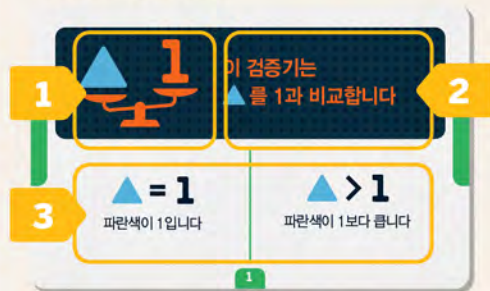 1
1
이 검증기는
를 1과 비교합니다
2
3
= 1
파란색이 1입니다
> 1
파란색이 1보다 큽니다
1